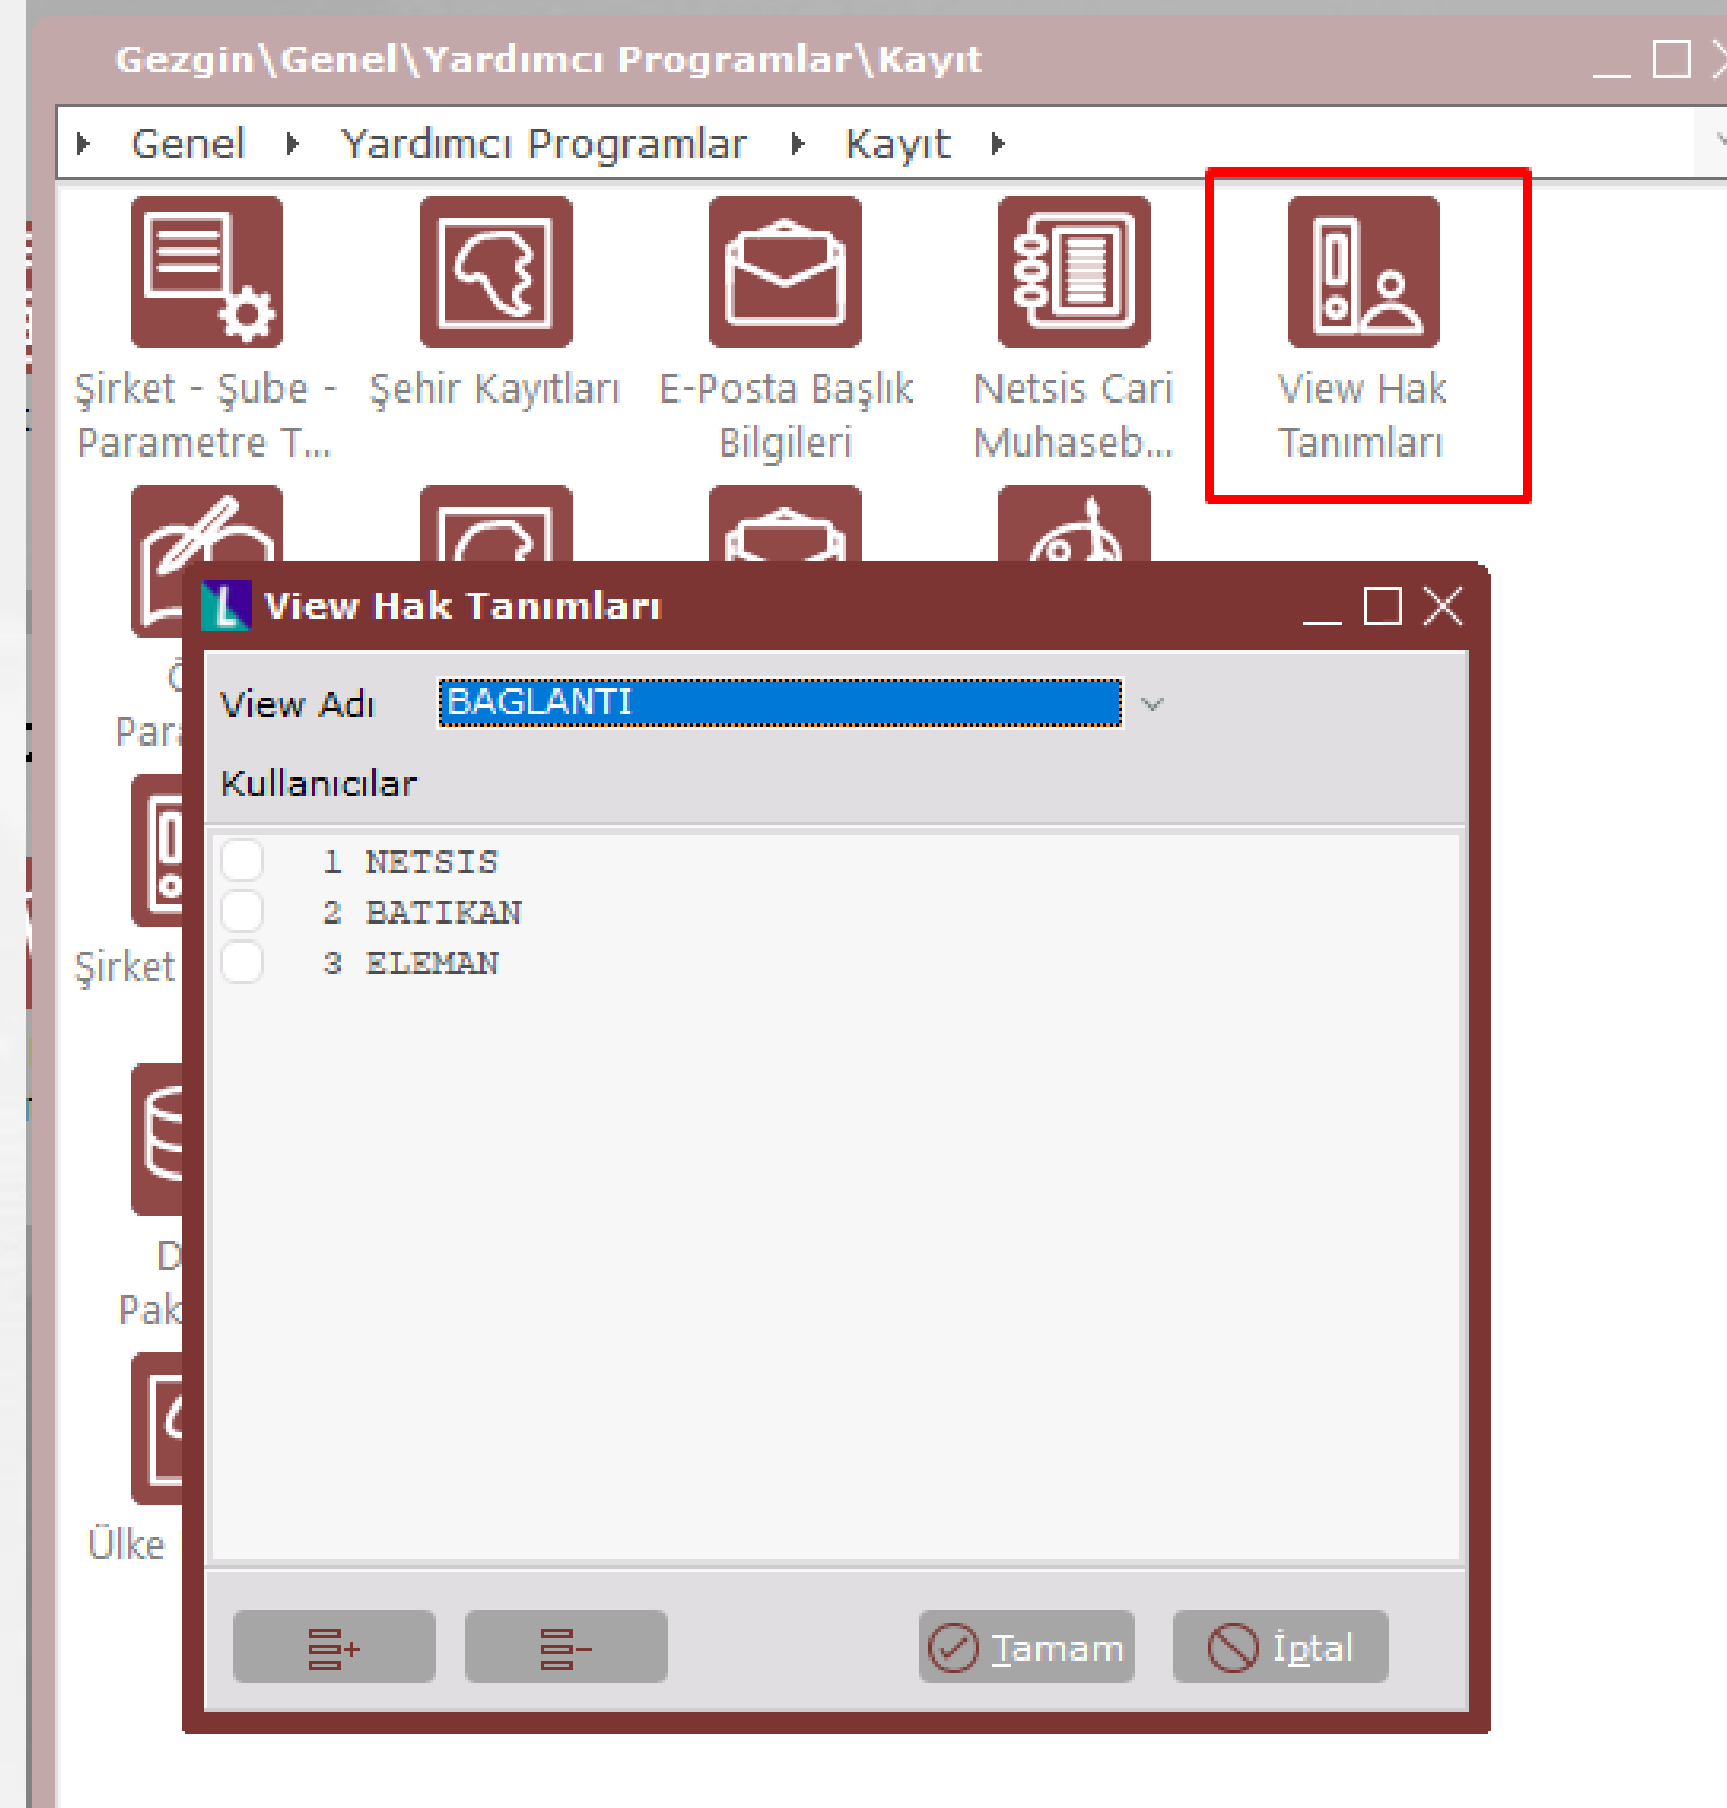 Gezgin\Genel\Yardımcı Programlar\Kayıt
Genel Yardımcı Programlar Kayıt
Şirket - Şube - Parametre T...
Şehir Kayıtları
E-Posta Başlık Bilgileri
Netsis Cari Muhaseb...
View Hak Tanımları
View Hak Tanımları
View Adı BAGLANTI
Kullanıcılar
1 NETSIS
2 BATIKAN
3 ELEMAN
Şirket
Ülke
Tamam İptal